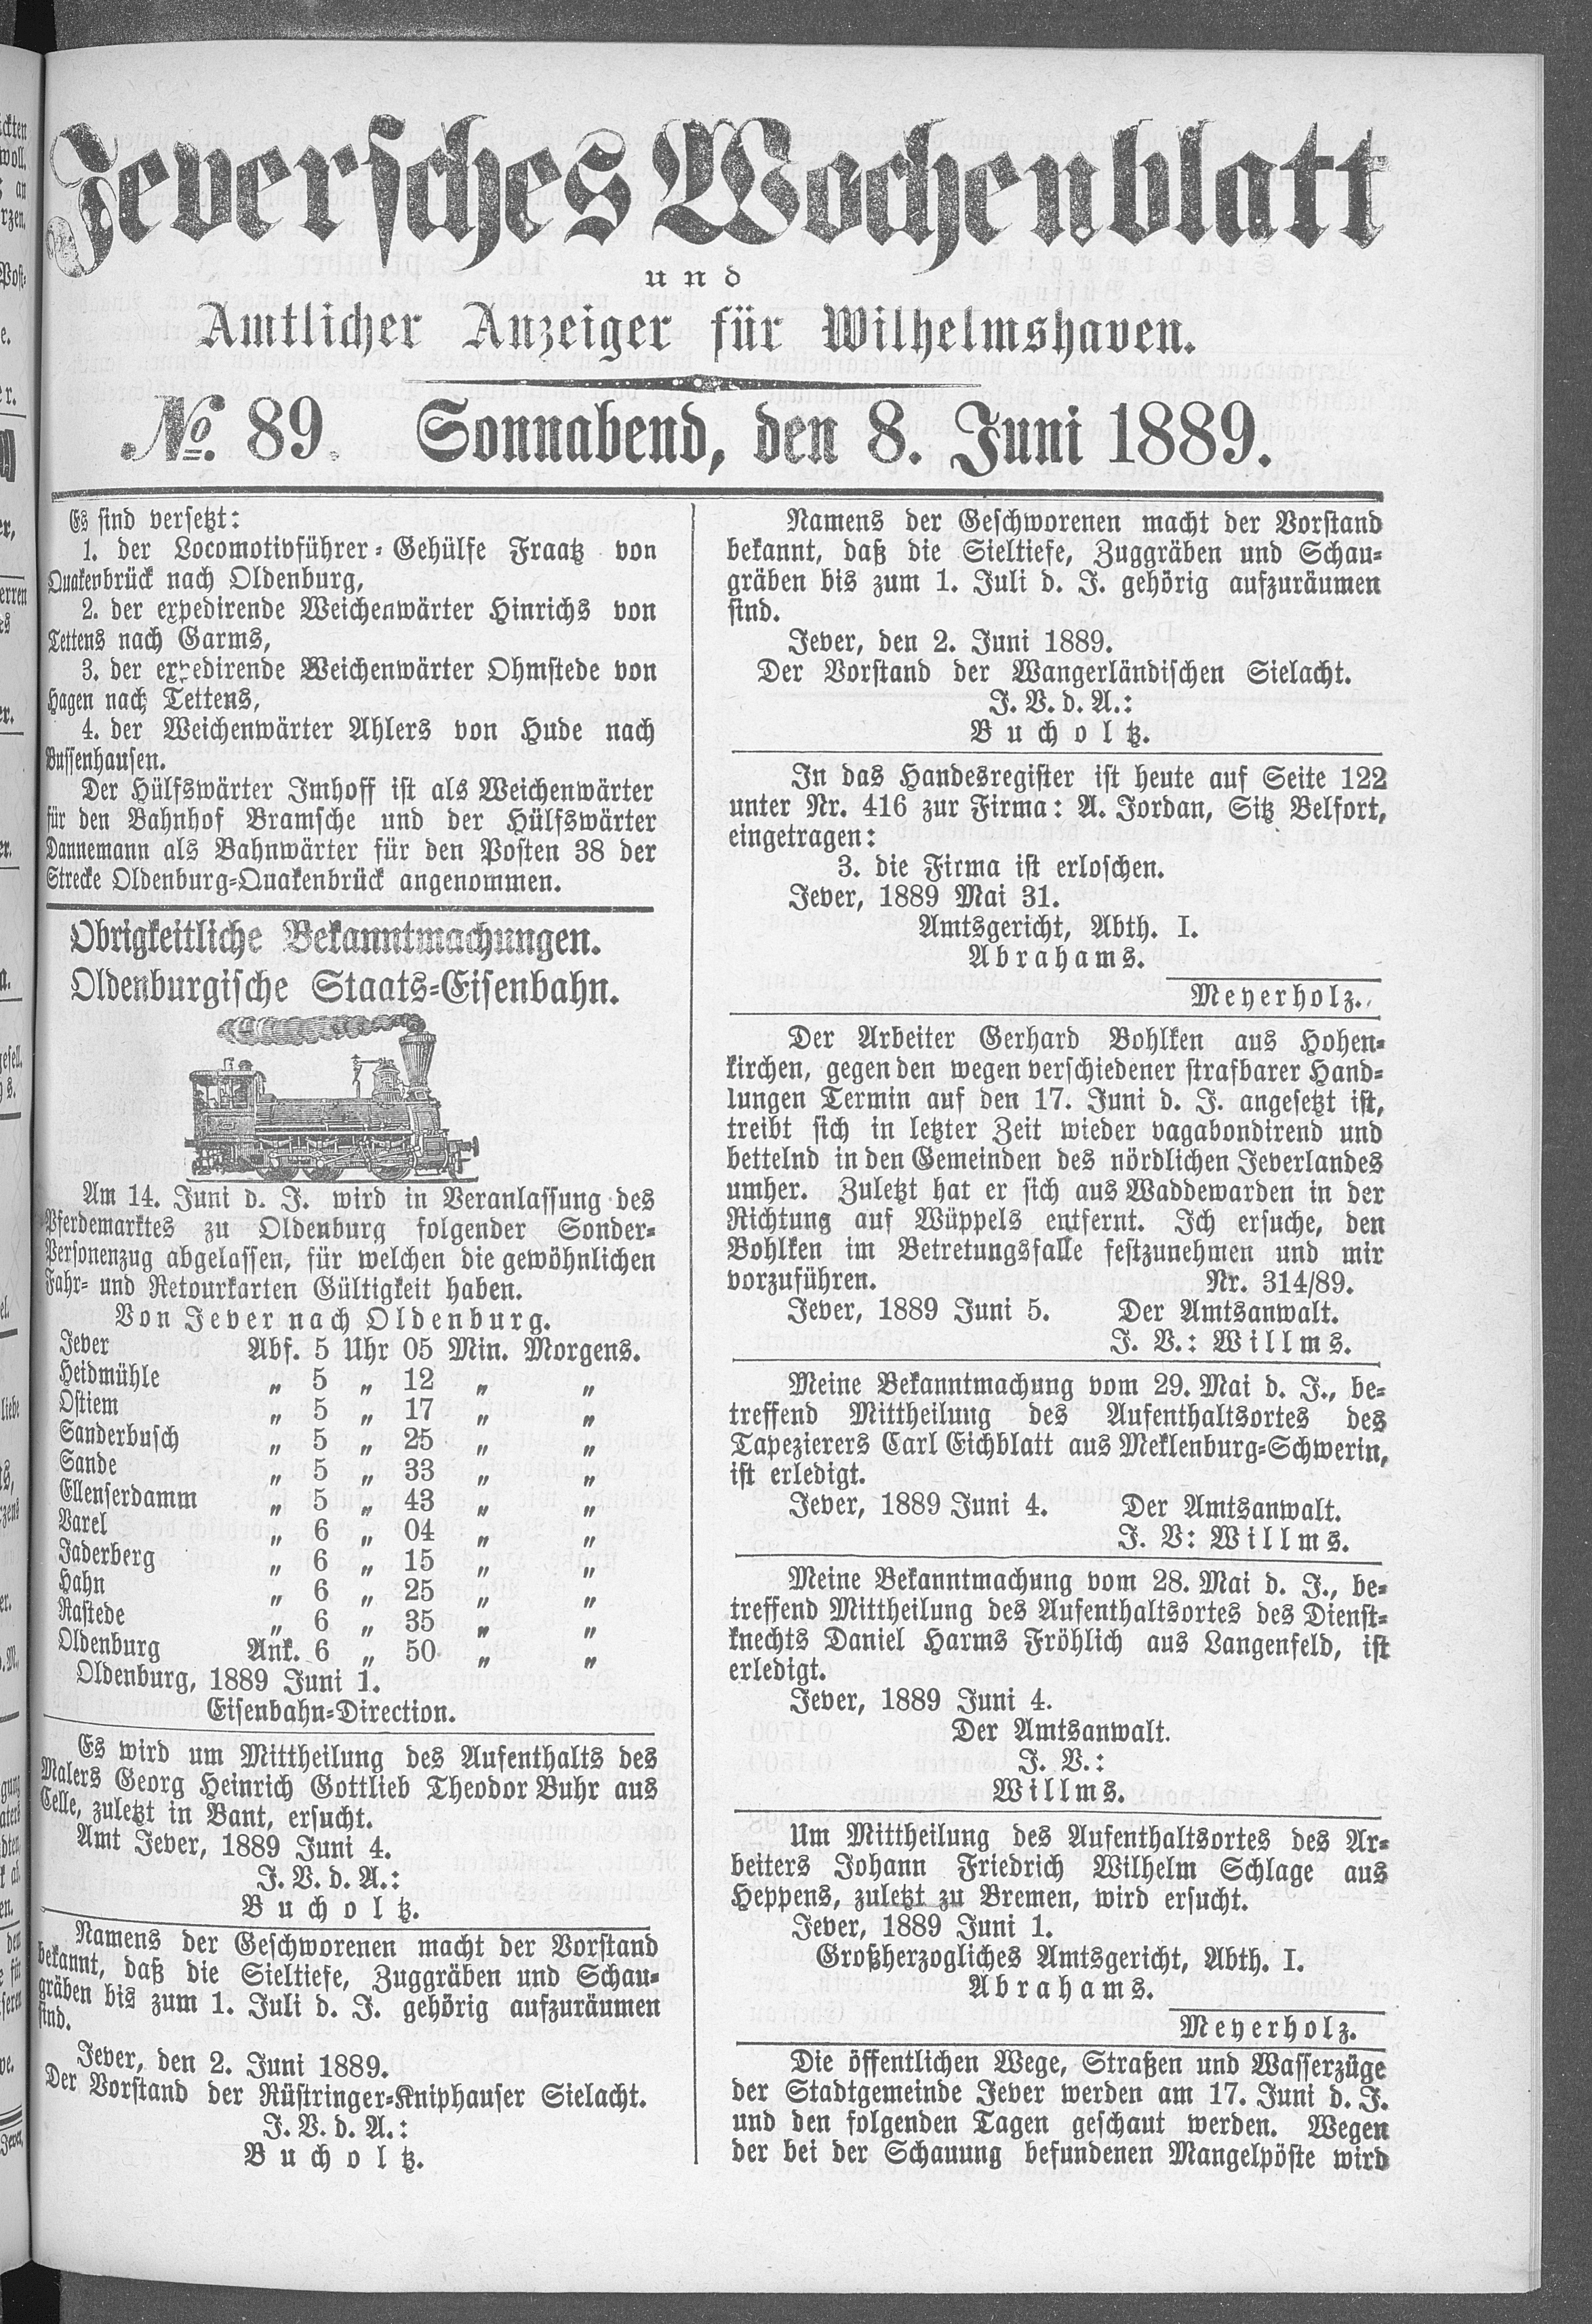 Jeversches Wochenblatt
und
Amtlicher Anzeiger für Wilhelmshaven.
No. 89. Sonnabend, den 8. Juni 1889.
Es sind versetzt:
1. der Locomotivführer-Gehülfe Fraatz von
Quakenbrück nach Oldenburg,
2. der expedirende Weichenwärter Hinrichs von
Tettens nach Garms,
3. der expedirende Weichenwärter Ohmstede von
Hagen nach Tettens,
4. der Weichenwärter Ahlers von Hude nach
Bussenhausen.
Der Hülfswärter Imhoff ist als Weichenwärter
für den Bahnhof Bramsche und der Hülfswärter
Dannemann als Bahnwärter für den Posten 38 der
Strecke Oldenburg-Quakenbrück angenommen.
Obrigkeitliche Bekanntmachungen.
Oldenburgische Staats-Eisenbahn.
Am 14. Juni d. J. wird in Veranlassung des
Pferdemarktes zu Oldenburg folgender Sonder-
Personenzug abgelassen, für welchen die gewöhnlichen
Fahr- und Retourkarten Gültigkeit haben.
Von Jever nach Oldenburg.
Jever Abf. 5 Uhr 05 Min. Morgens.
Heidmühle „ 5 „ 12 „ „
Ostiem „ 5 „ 17 „ „
Sanderbusch „ 5 „ 25 „ „
Sande „ 5 „ 33 „ „
Ellenserdamm „ 5 „ 43 „ „
Varel „ 6 „ 04 „ „
Jaderberg „ 6 „ 15 „ „
Hahn „ 6 „ 25 „ „
Rastede „ 6 „ 35 „ „
Oldenburg Ank. 6 „ 50 „ „
Oldenburg, 1889 Juni 1.
Eisenbahn-Direction.
Es wird um Mittheilung des Aufenthalts des
Malers Georg Heinrich Gottlieb Theodor Buhr aus
Celle, zuletzt in Bant, ersucht.
Amt Jever, 1889 Juni 4.
J. V. d. A.:
Bucholtz.
Namens der Geschworenen macht der Vorstand
bekannt, daß die Sieltiefe, Zuggräben und Schau-
gräben bis zum 1. Juli d. J. gehörig aufzuräumen
sind.
Jever, den 2. Juni 1889.
Der Vorstand der Rüstringer-Kniphauser Sielacht.
J. V. d. A.:
Bucholtz.
Namens der Geschworenen macht der Vorstand
bekannt, daß die Sieltiefe, Zuggräben und Schau-
gräben bis zum 1. Juli d. J. gehörig aufzuräumen
sind.
Jever, den 2. Juni 1889.
Der Vorstand der Wangerländischen Sielacht.
J. V. d. A.:
Bucholtz.
In das Handesregister ist heute auf Seite 122
unter Nr. 416 zur Firma: A. Jordan, Sitz Belfort,
eingetragen:
3. die Firma ist erloschen.
Jever, 1889 Mai 31.
Amtsgericht, Abth. I.
Abrahams.
Meyerholz.
Der Arbeiter Gerhard Bohlken aus Hohen-
kirchen, gegen den wegen verschiedener strafbarer Hand-
lungen Termin auf den 17. Juni d. J. angesetzt ist,
treibt sich in letzter Zeit wieder vagabondirend und
bettelnd in den Gemeinden des nördlichen Jeverlandes
umher. Zuletzt hat er sich aus Waddewarden in der
Richtung auf Wüppels entfernt. Ich ersuche, den
Bohlken im Betretungsfalle festzunehmen und mir
vorzuführen. Nr. 314/89.
Jever, 1889 Juni 5. Der Amtsanwalt.
J. V.: Willms.
Meine Bekanntmachung vom 29. Mai d. J., be-
treffend Mittheilung des Aufenthaltsortes des
Tapezierers Carl Eichblatt aus Meklenburg-Schwerin,
ist erledigt.
Jever, 1889 Juni 4. Der Amtsanwalt.
J. V: Willms.
Meine Bekanntmachung vom 28. Mai d. J., be-
treffend Mittheilung des Aufenthaltsortes des Dienst-
knechts Daniel Harms Fröhlich aus Langenfeld, ist
erledigt.
Jever, 1889 Juni 4.
Der Amtsanwalt.
J. V.:
Willms.
Um Mittheilung des Aufenthaltsortes des Ar-
beiters Johann Friedrich Wilhelm Schlage aus
Heppens, zuletzt zu Bremen, wird ersucht.
Jever, 1889 Juni 1.
Großherzogliches Amtsgericht, Abth. I.
Abrahams.
Meyerholz.
Die öffentlichen Wege, Straßen und Wasserzüge
der Stadtgemeinde Jever werden am 17. Juni d. J.
und den folgenden Tagen geschaut werden. Wegen
der bei der Schauung befundenen Mangelpöste wird